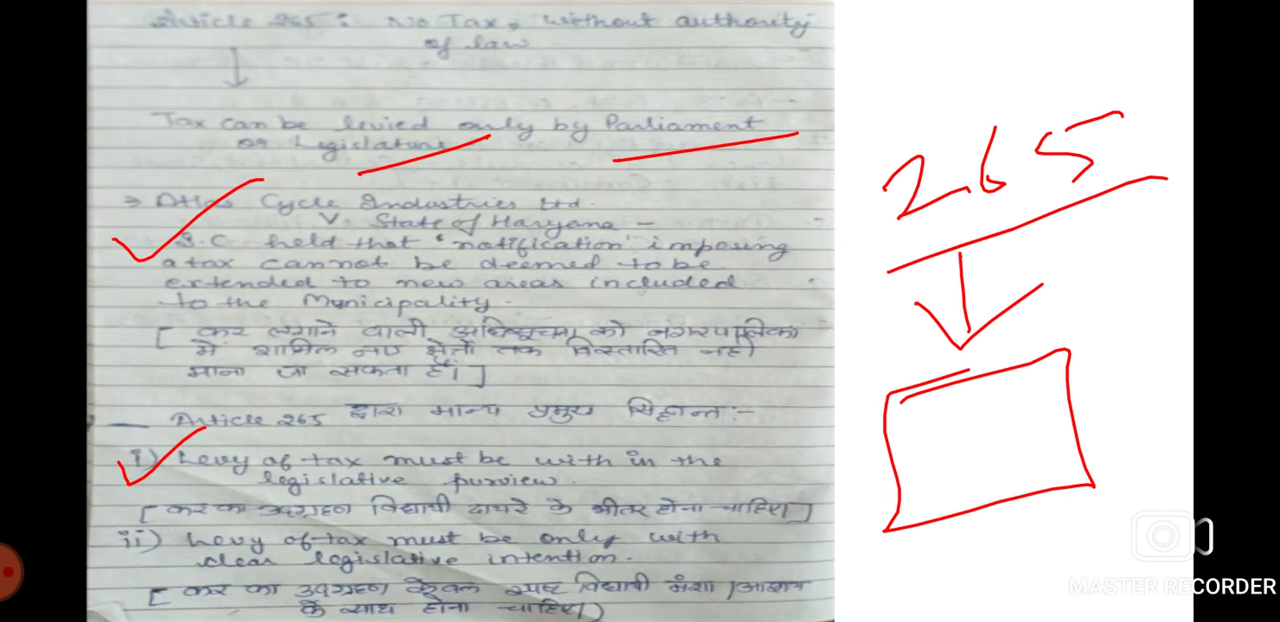 Article 265 : No Tax, without authority
of law
Tax can be levied only by Parliament
or Legislature
⇒ Atlas Cycle Industries Ltd.
V. State of Haryana –
S.C held that 'notification' imposing
a tax cannot be deemed to be
extended to new areas included
to the Municipality.
[ कर लगाने वाली अधिसूचना को नगरपालिका
में शामिल नए क्षेत्रों तक विस्तारित नहीं
माना जा सकता है। ]
— Article 265 द्वारा मान्य प्रमुख सिद्धान्त :-
i) Levy of tax must be with in the
legislative purview.
[ कर का उदग्रहण विधायी दायरे के भीतर होना चाहिए ]
ii) Levy of tax must be only with
clear legislative intention.
[ कर का उदग्रहण केवल स्पष्ट विधायी मंशा / आशय
के साथ होना चाहिए)
265
MASTER RECORDER